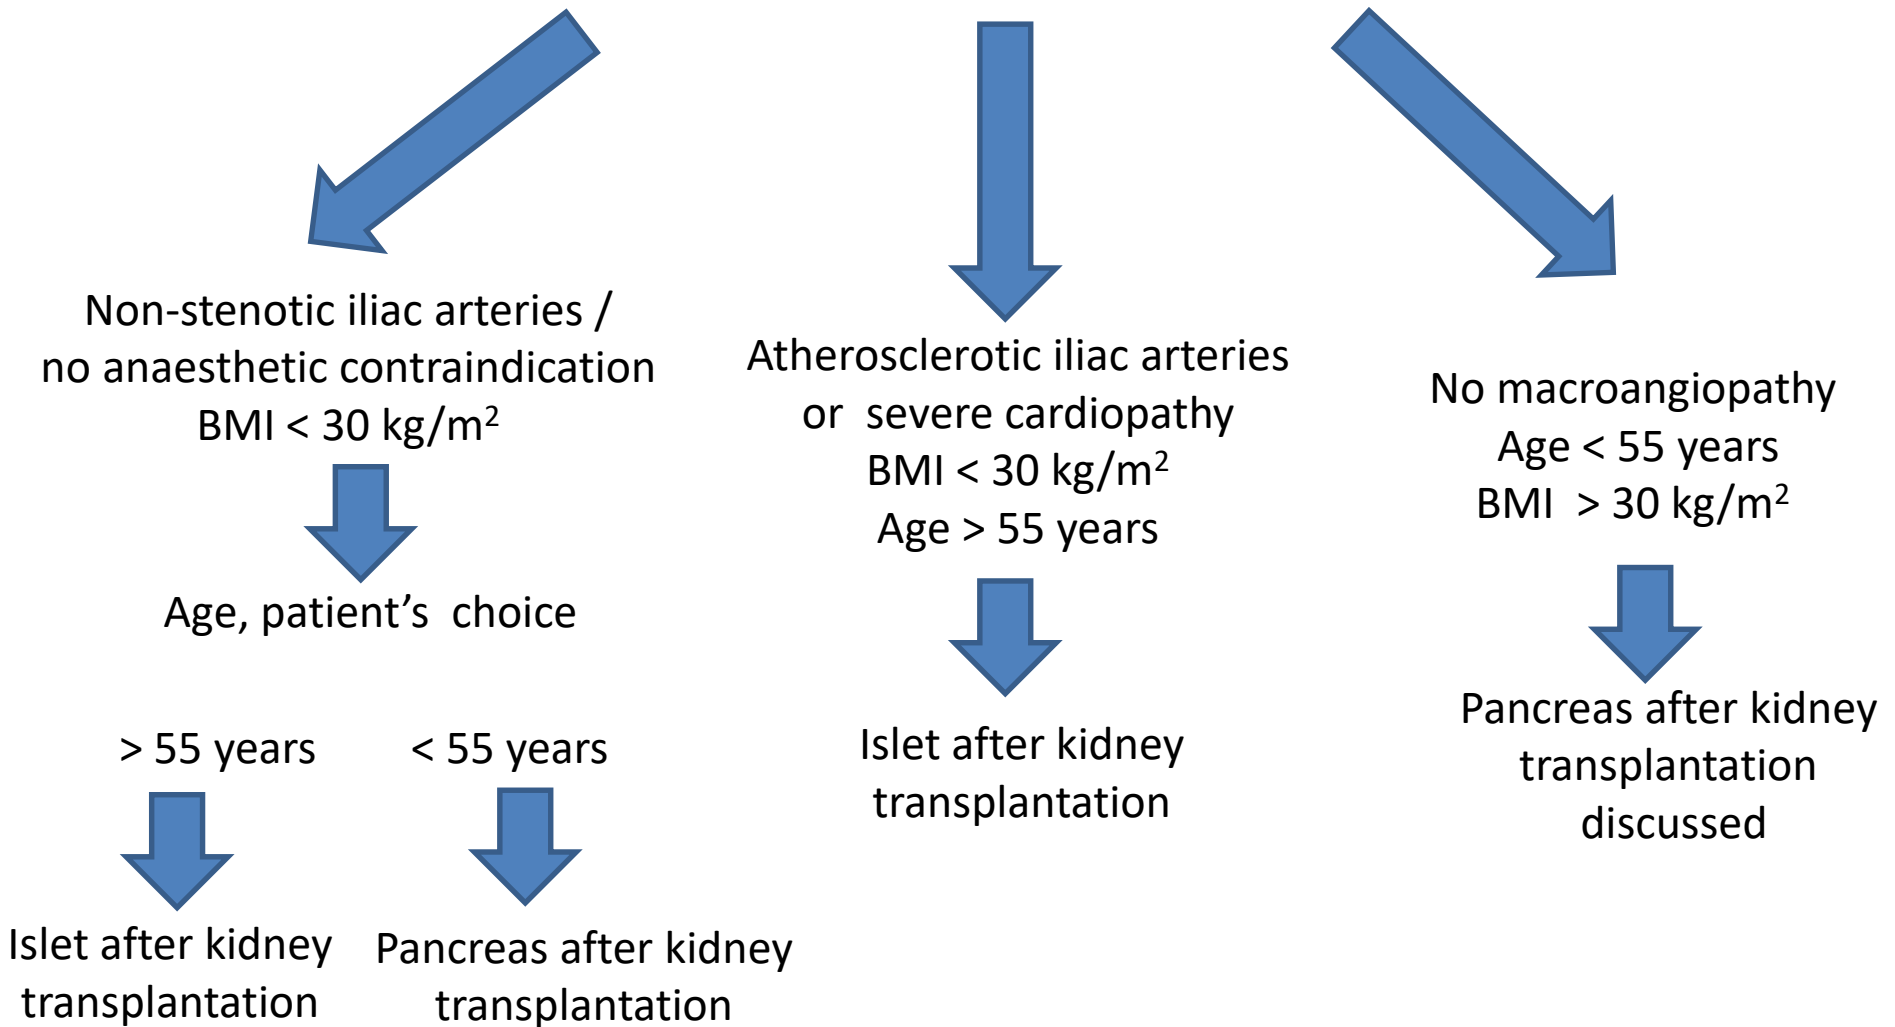 Non-stenotic iliac arteries /
no anaesthetic contraindication
BMI < 30 kg/m²
Age, patient’s  choice
> 55 years
< 55 years
Islet after kidney
transplantation
Pancreas after kidney
transplantation
Atherosclerotic iliac arteries
or  severe cardiopathy
BMI < 30 kg/m²
Age > 55 years
Islet after kidney
transplantation
No macroangiopathy
Age < 55 years
BMI  > 30 kg/m²
Pancreas after kidney
transplantation
discussed